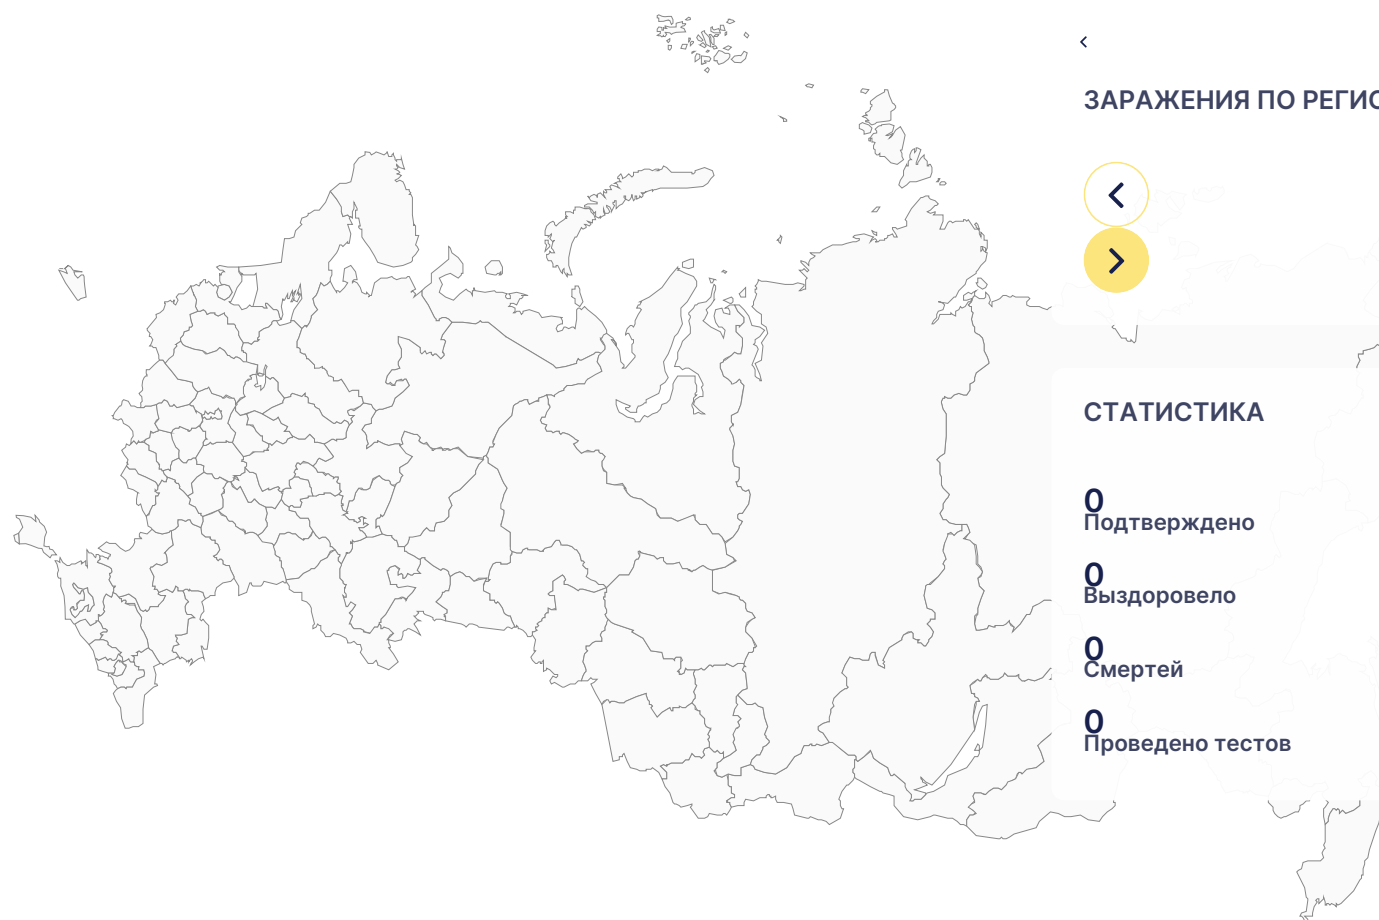 ЗАРАЖЕНИЯ ПО РЕГИО
СТАТИСТИКА
0
Подтверждено
0
Выздоровело
0
Смертей
0
Проведено тестов